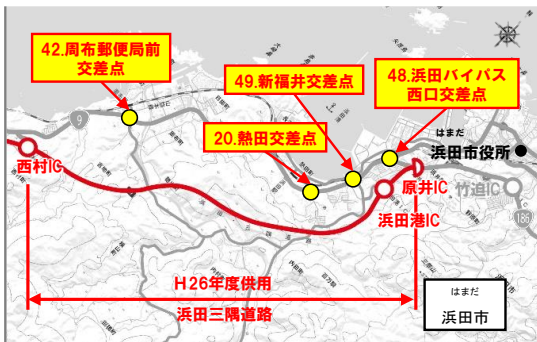 42.周布郵便局前
交差点
49.新福井交差点
48.浜田バイパス
西口交差点
20.熱田交差点
9
はまだ
浜田市役所
西村IC
原井IC
竹迫IC
浜田港IC
186
H26年度供用
浜田三隅道路
はまだ
浜田市